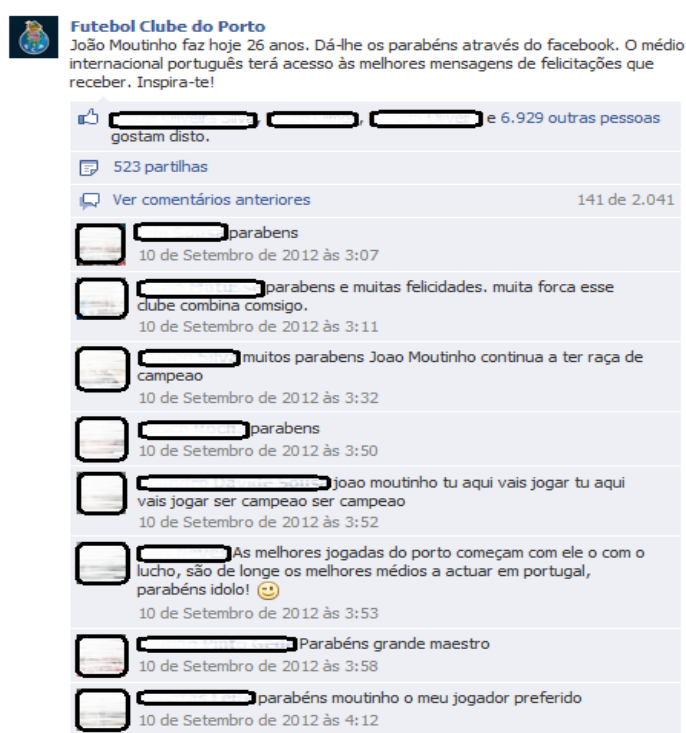 Futebol Clube do Porto
João Moutinho faz hoje 26 anos. Dá-lhe os parabéns através do facebook. O médio
internacional português terá acesso às melhores mensagens de felicitações que
receber. Inspira-te!
, , e 6.929 outras pessoas
gostam disto.
523 partilhas
Ver comentários anteriores 141 de 2.041
parabens
10 de Setembro de 2012 às 3:07
parabens e muitas felicidades. muita forca esse
clube combina comsigo.
10 de Setembro de 2012 às 3:11
muitos parabens Joao Moutinho continua a ter raça de
campeao
10 de Setembro de 2012 às 3:32
parabens
10 de Setembro de 2012 às 3:50
joao moutinho tu aqui vais jogar tu aqui
vais jogar ser campeao ser campeao
10 de Setembro de 2012 às 3:52
As melhores jogadas do porto começam com ele o com o
lucho, são de longe os melhores médios a actuar em portugal,
parabéns idolo!
10 de Setembro de 2012 às 3:53
Parabéns grande maestro
10 de Setembro de 2012 às 3:58
parabéns moutinho o meu jogador preferido
10 de Setembro de 2012 às 4:12